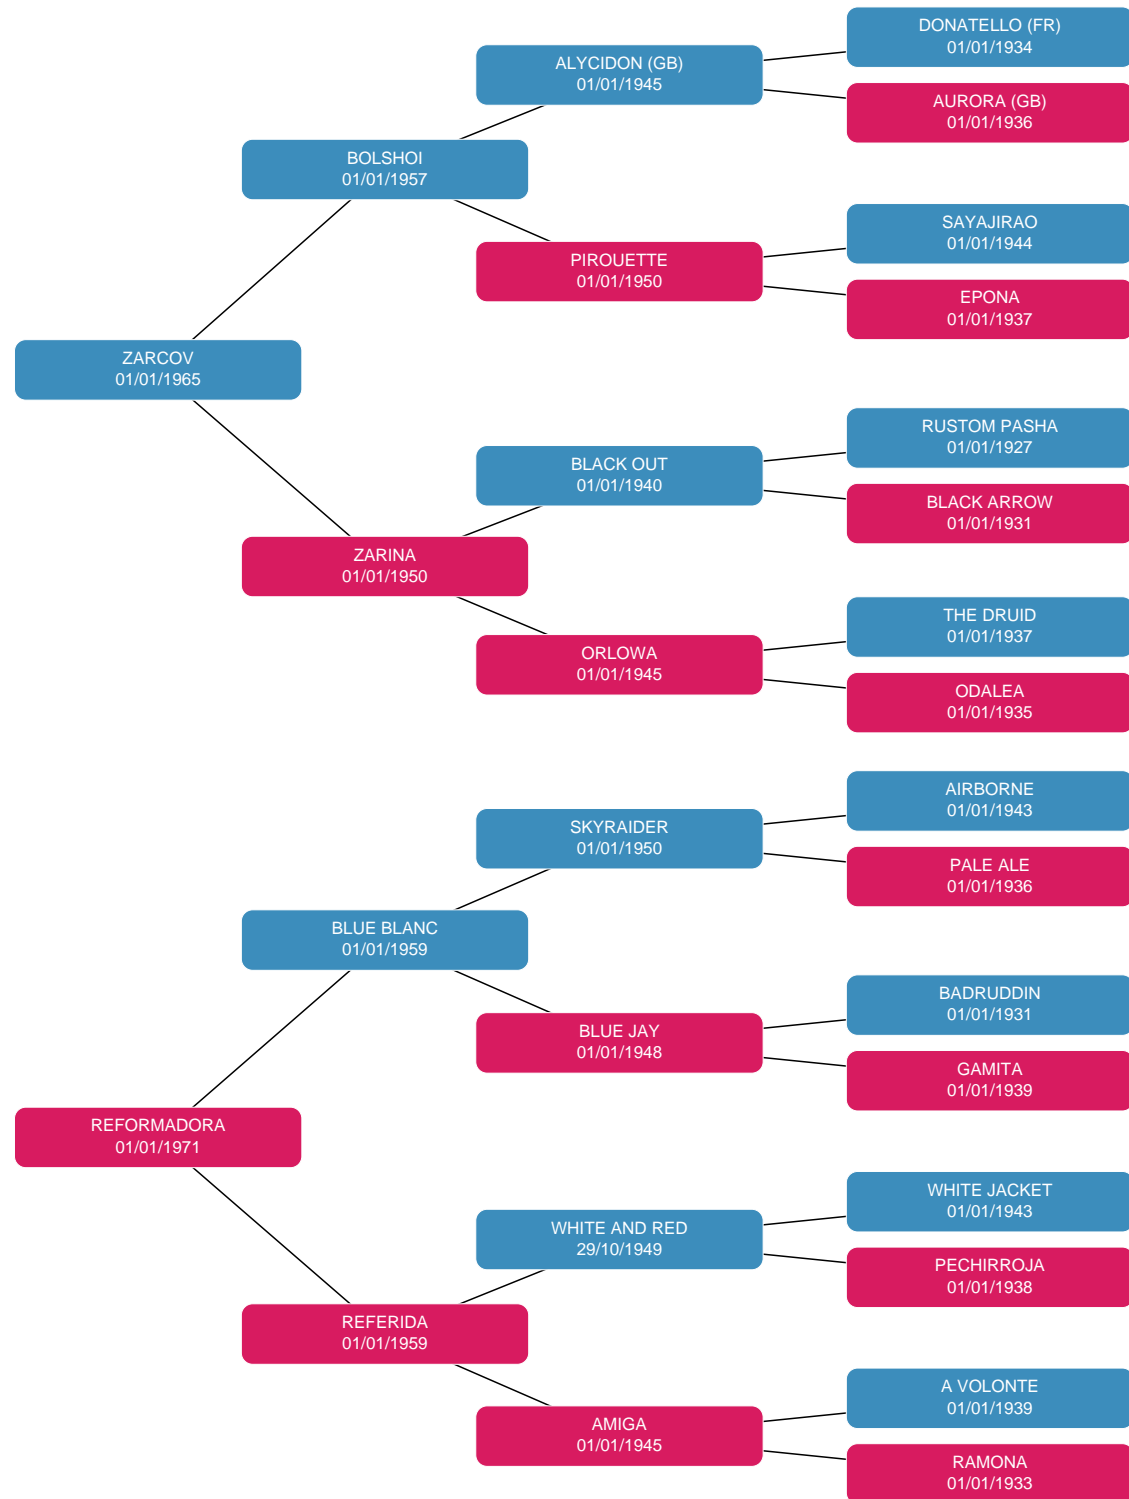 DONATELLO (FR)
01/01/1934
ALYCIDON (GB)
01/01/1945
AURORA (GB)
01/01/1936
BOLSHOI
01/01/1957
SAYAJIRAO
01/01/1944
PIROUETTE
01/01/1950
EPONA
01/01/1937
ZARCOV
01/01/1965
RUSTOM PASHA
01/01/1927
BLACK OUT
01/01/1940
BLACK ARROW
01/01/1931
ZARINA
01/01/1950
THE DRUID
01/01/1937
ORLOWA
01/01/1945
ODALEA
01/01/1935
AIRBORNE
01/01/1943
SKYRAIDER
01/01/1950
PALE ALE
01/01/1936
BLUE BLANC
01/01/1959
BADRUDDIN
01/01/1931
BLUE JAY
01/01/1948
GAMITA
01/01/1939
REFORMADORA
01/01/1971
WHITE JACKET
01/01/1943
WHITE AND RED
29/10/1949
PECHIRROJA
01/01/1938
REFERIDA
01/01/1959
A VOLONTE
01/01/1939
AMIGA
01/01/1945
RAMONA
01/01/1933